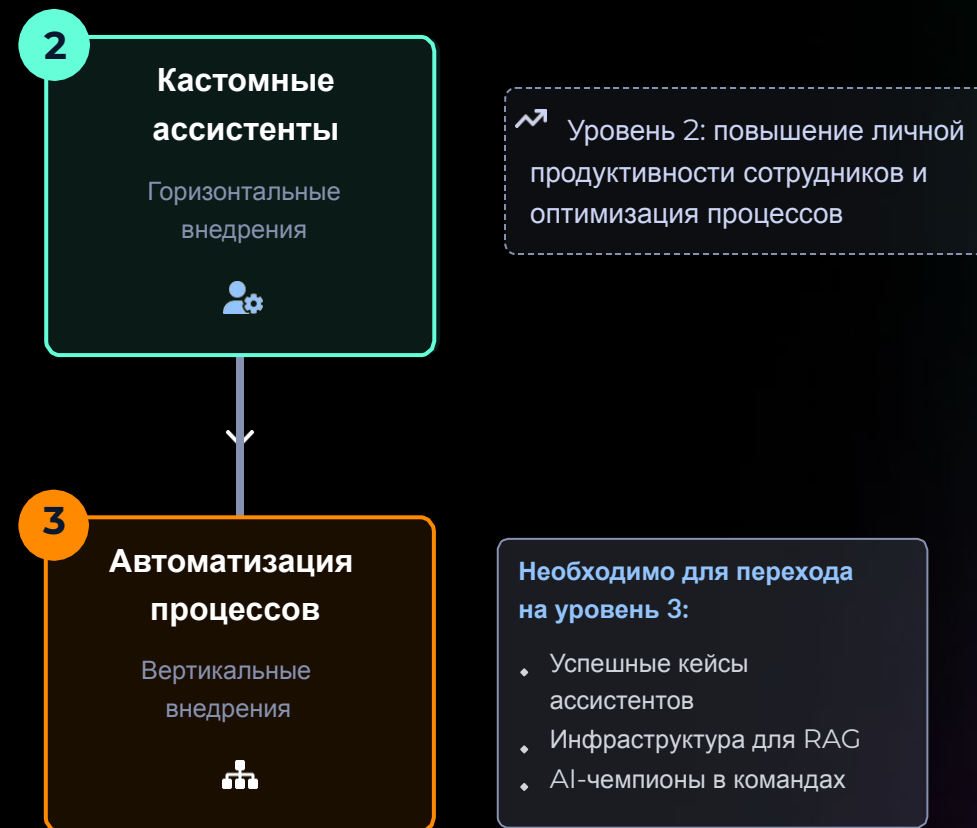 2
Кастомные
ассистенты
Горизонтальные
внедрения
Уровень 2: повышение личной
продуктивности сотрудников и
оптимизация процессов
3
Автоматизация
процессов
Вертикальные
внедрения
Необходимо для перехода
на уровень 3:
Успешные кейсы
ассистентов
Инфраструктура для RAG
AI-чемпионы в командах